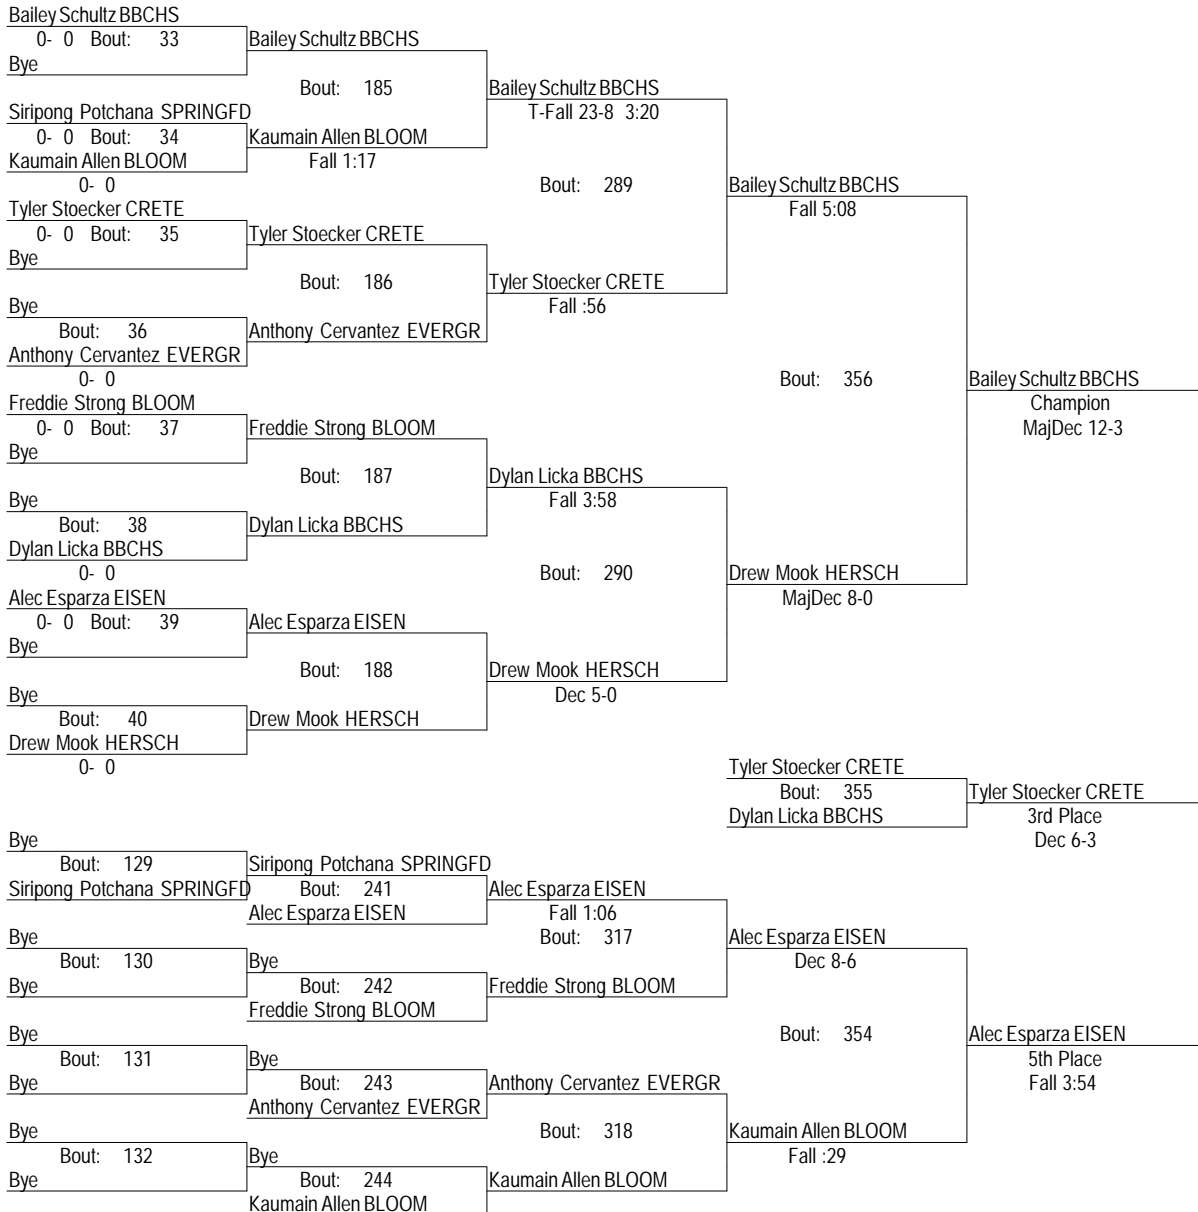 Bailey Schultz BBCHS
0- 0 Bout: 33
Bailey Schultz BBCHS
Bye
Bout: 185
Bailey Schultz BBCHS
Siripong Potchana SPRINGFD
T-Fall 23-8 3:20
0- 0 Bout: 34
Kaumain Allen BLOOM
Kaumain Allen BLOOM
Fall 1:17
0- 0
Bout: 289
Bailey Schultz BBCHS
Tyler Stoecker CRETE
Fall 5:08
0- 0 Bout: 35
Tyler Stoecker CRETE
Bye
Bout: 186
Tyler Stoecker CRETE
Bye
Fall :56
Bout: 36
Anthony Cervantez EVERGR
Anthony Cervantez EVERGR
0- 0
Bout: 356
Bailey Schultz BBCHS
Freddie Strong BLOOM
Champion
0- 0 Bout: 37
Freddie Strong BLOOM
MajDec 12-3
Bye
Bout: 187
Dylan Licka BBCHS
Bye
Fall 3:58
Bout: 38
Dylan Licka BBCHS
Dylan Licka BBCHS
0- 0
Bout: 290
Drew Mook HERSCH
Alec Esparza EISEN
MajDec 8-0
0- 0 Bout: 39
Alec Esparza EISEN
Bye
Bout: 188
Drew Mook HERSCH
Bye
Dec 5-0
Bout: 40
Drew Mook HERSCH
Drew Mook HERSCH
0- 0
Tyler Stoecker CRETE
Bout: 355
Tyler Stoecker CRETE
Dylan Licka BBCHS
3rd Place
Dec 6-3
Bye
Bout: 129
Siripong Potchana SPRINGFD
Siripong Potchana SPRINGFD
Bout: 241
Alec Esparza EISEN
Alec Esparza EISEN
Fall 1:06
Bye
Bout: 317
Alec Esparza EISEN
Bout: 130
Bye
Dec 8-6
Bye
Bout: 242
Freddie Strong BLOOM
Freddie Strong BLOOM
Bye
Bout: 354
Alec Esparza EISEN
Bout: 131
Bye
5th Place
Bye
Bout: 243
Anthony Cervantez EVERGR
Fall 3:54
Anthony Cervantez EVERGR
Bye
Bout: 318
Kaumain Allen BLOOM
Bout: 132
Bye
Fall :29
Bye
Bout: 244
Kaumain Allen BLOOM
Kaumain Allen BLOOM